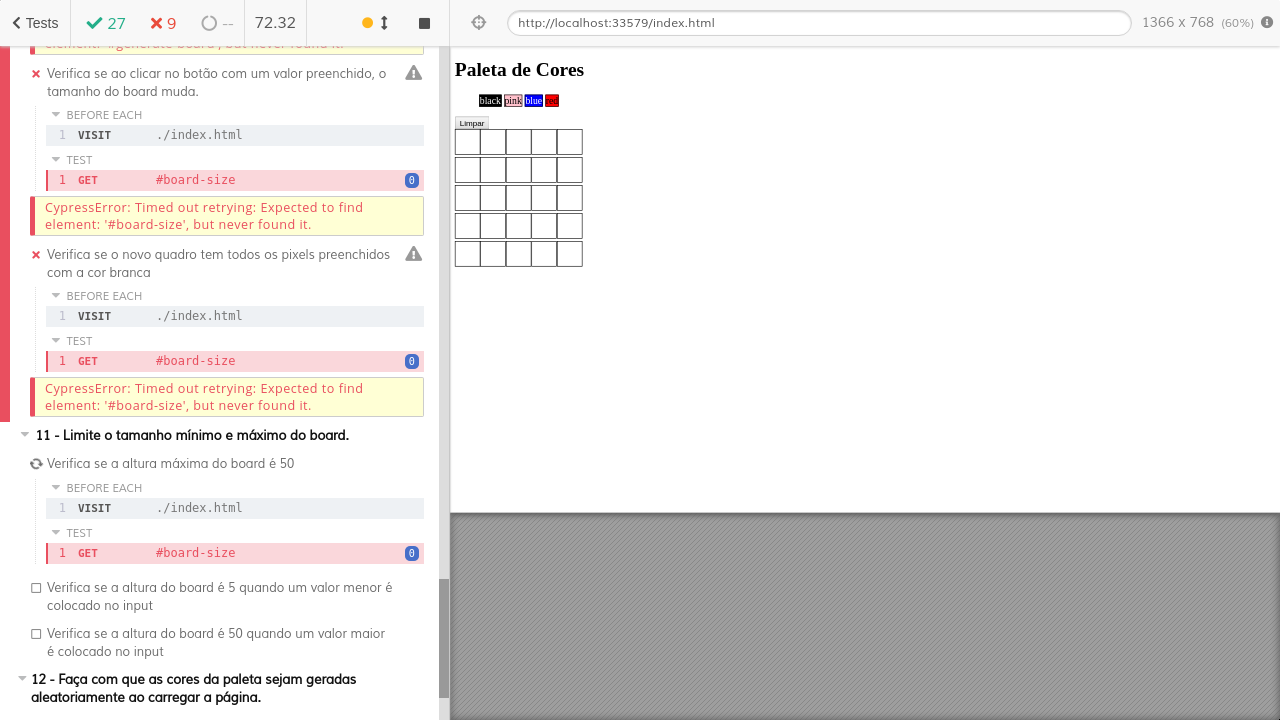 Tests 27 9 -- 72.32
http://localhost:33579/index.html 1366 x 768 (60%)
element: '#generate-board', but never found it.
Verifica se ao clicar no botão com um valor preenchido, o
tamanho do board muda.
BEFORE EACH
1 VISIT ./index.html
TEST
1 GET #board-size 0
CypressError: Timed out retrying: Expected to find
element: '#board-size', but never found it.
Verifica se o novo quadro tem todos os pixels preenchidos
com a cor branca
BEFORE EACH
1 VISIT ./index.html
TEST
1 GET #board-size 0
CypressError: Timed out retrying: Expected to find
element: '#board-size', but never found it.
11 - Limite o tamanho mínimo e máximo do board.
Verifica se a altura máxima do board é 50
BEFORE EACH
1 VISIT ./index.html
TEST
1 GET #board-size 0
Verifica se a altura do board é 5 quando um valor menor é
colocado no input
Verifica se a altura do board é 50 quando um valor maior
é colocado no input
12 - Faça com que as cores da paleta sejam geradas
aleatoriamente ao carregar a página.
Paleta de Cores
black pink blue red
Limpar